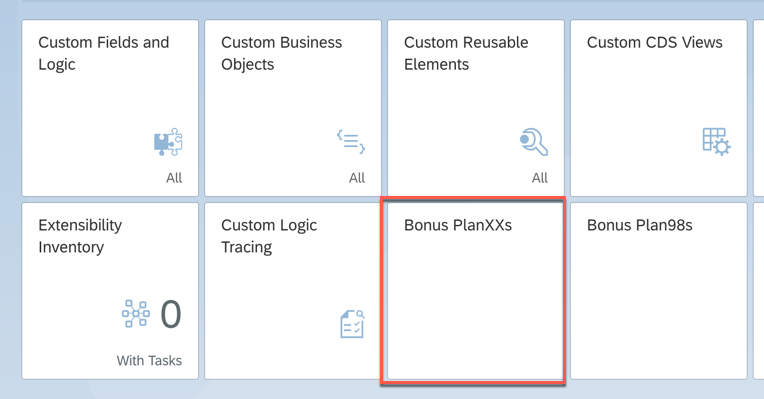 Custom Fields and
Logic
All
Custom Business
Objects
All
Custom Reusable
Elements
All
Custom CDS Views
Extensibility
Inventory
0
With Tasks
Custom Logic
Tracing
Bonus PlanXXs
Bonus Plan98s